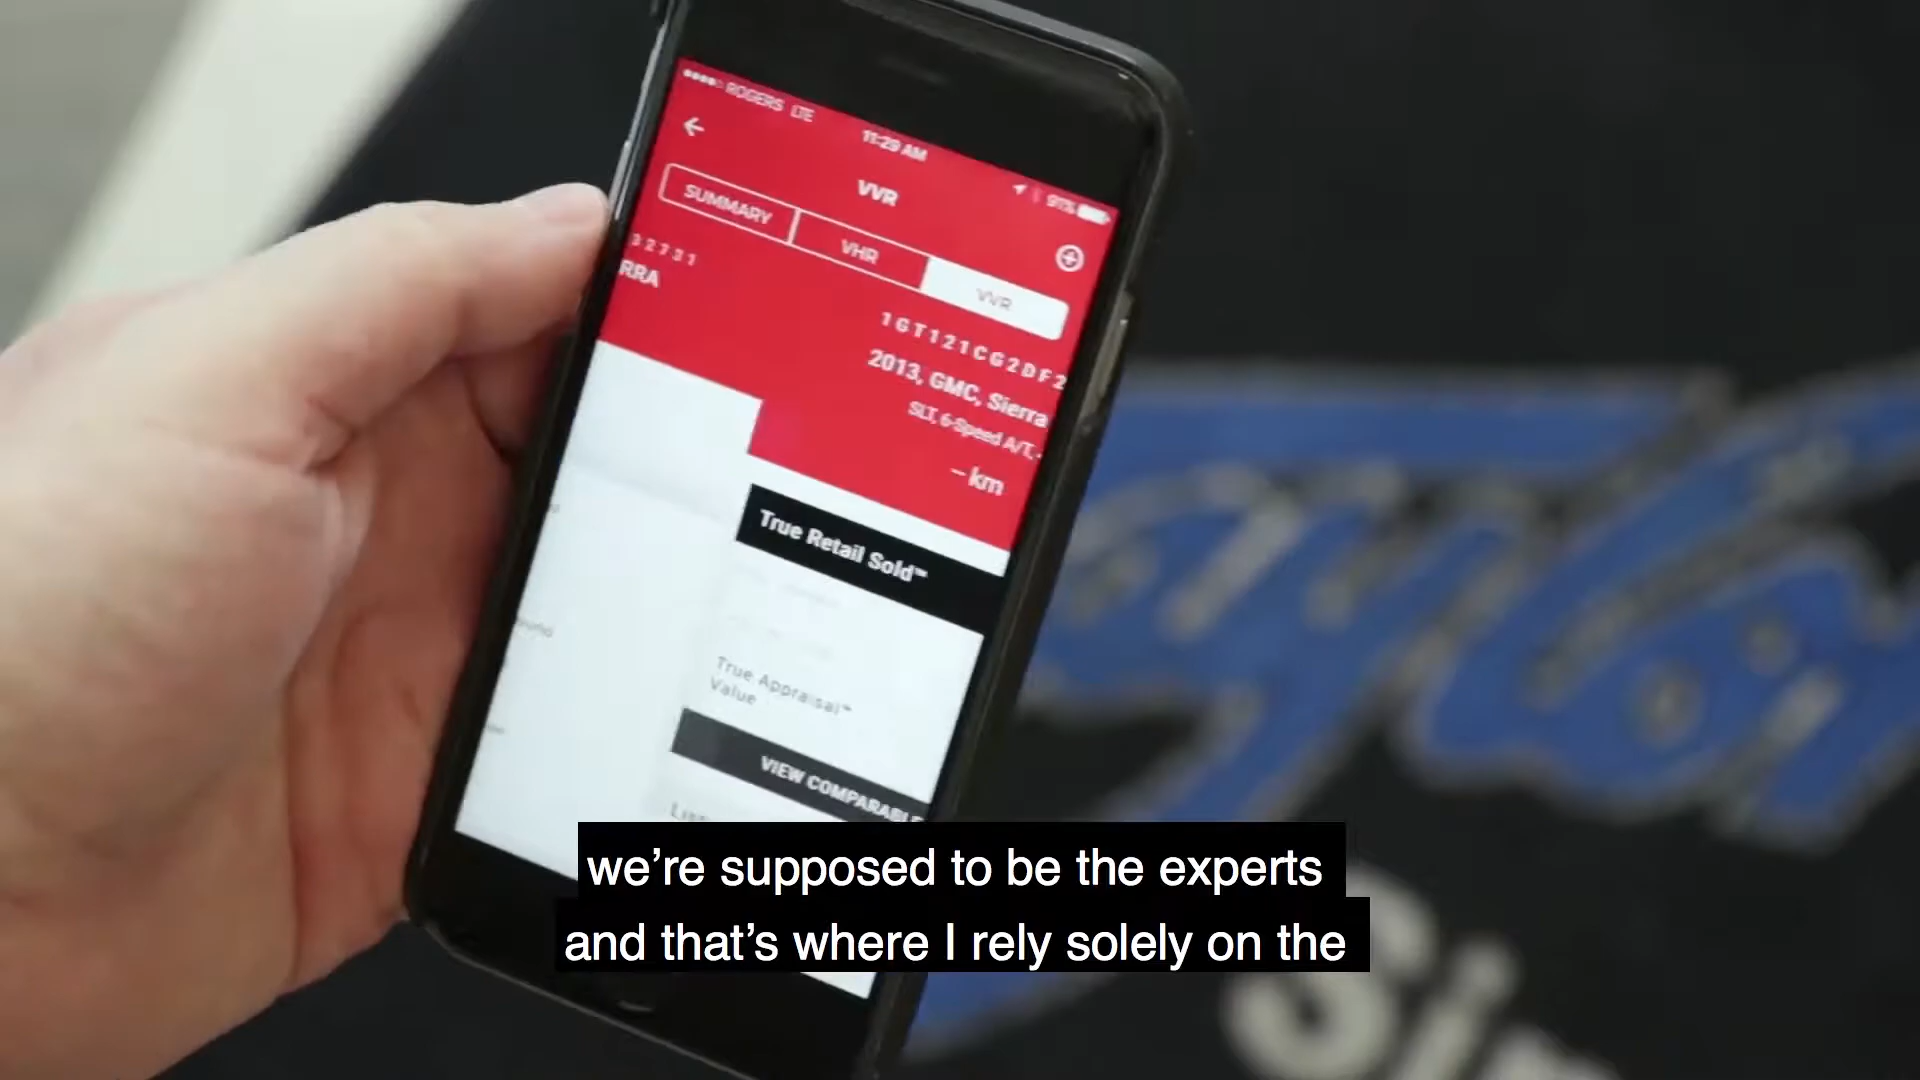 ROGERS LTE
11:29 AM
91%
VVR
SUMMARY
VHR
VVR
32731
RRA
1GT121CG2DF2
2013, GMC, Sierra
SLT, 6-Speed A/T, -
-- km
True Retail Sold™
True Appraisal™
Value
VIEW COMPARABLE
we’re supposed to be the experts
and that’s where I rely solely on the